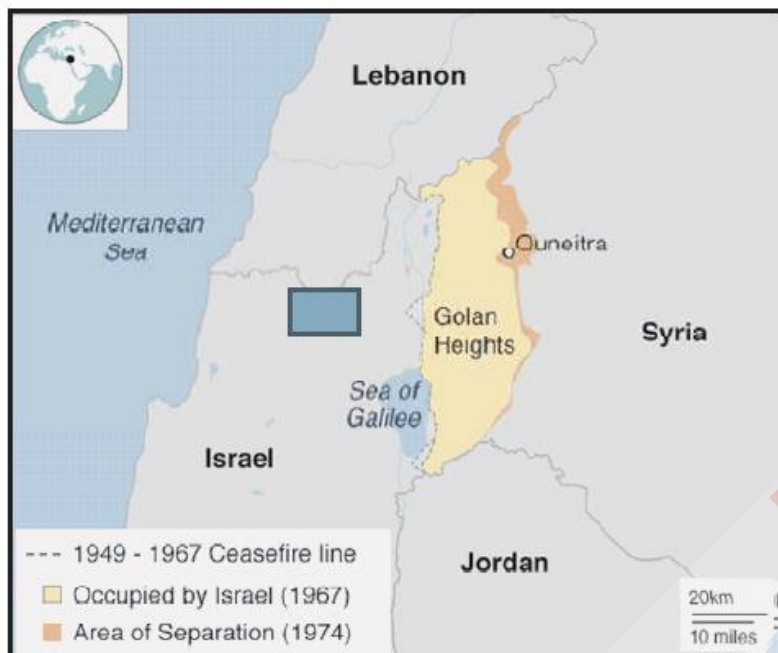 Lebanon
Mediterranean
Sea
Quneitra
Golan
Heights
Syria
Sea of
Galilee
Israel
1949 - 1967 Ceasefire line
Jordan
Occupied by Israel (1967)
20km
Area of Separation (1974)
10 miles